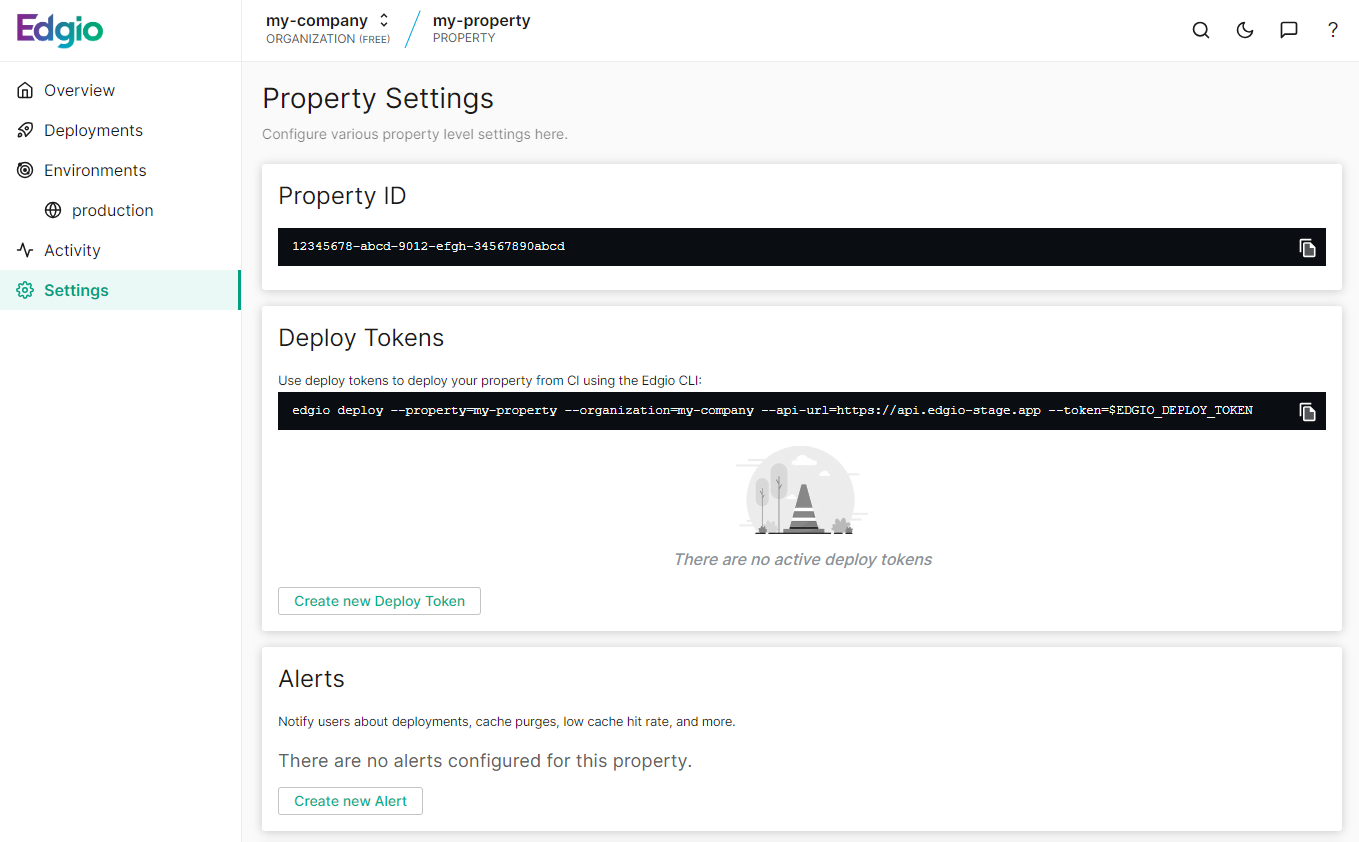 Edgio
my-company
ORGANIZATION (FREE)
my-property
PROPERTY
?
Overview
Deployments
Environments
production
Activity
Settings
Property Settings
Configure various property level settings here.
Property ID
12345678-abcd-9012-efgh-34567890abcd
Deploy Tokens
Use deploy tokens to deploy your property from CI using the Edgio CLI:
edgio deploy --property=my-property --organization=my-company --api-url=https://api.edgio-stage.app --token=$EDGIO_DEPLOY_TOKEN
There are no active deploy tokens
Create new Deploy Token
Alerts
Notify users about deployments, cache purges, low cache hit rate, and more.
There are no alerts configured for this property.
Create new Alert